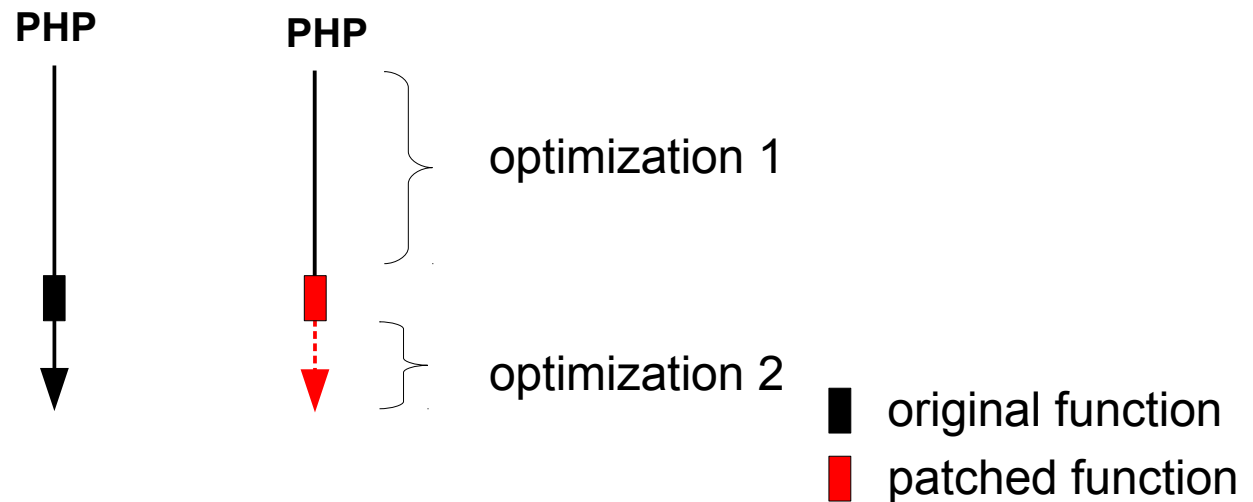 PHP
PHP
optimization 1
optimization 2
original function
patched function